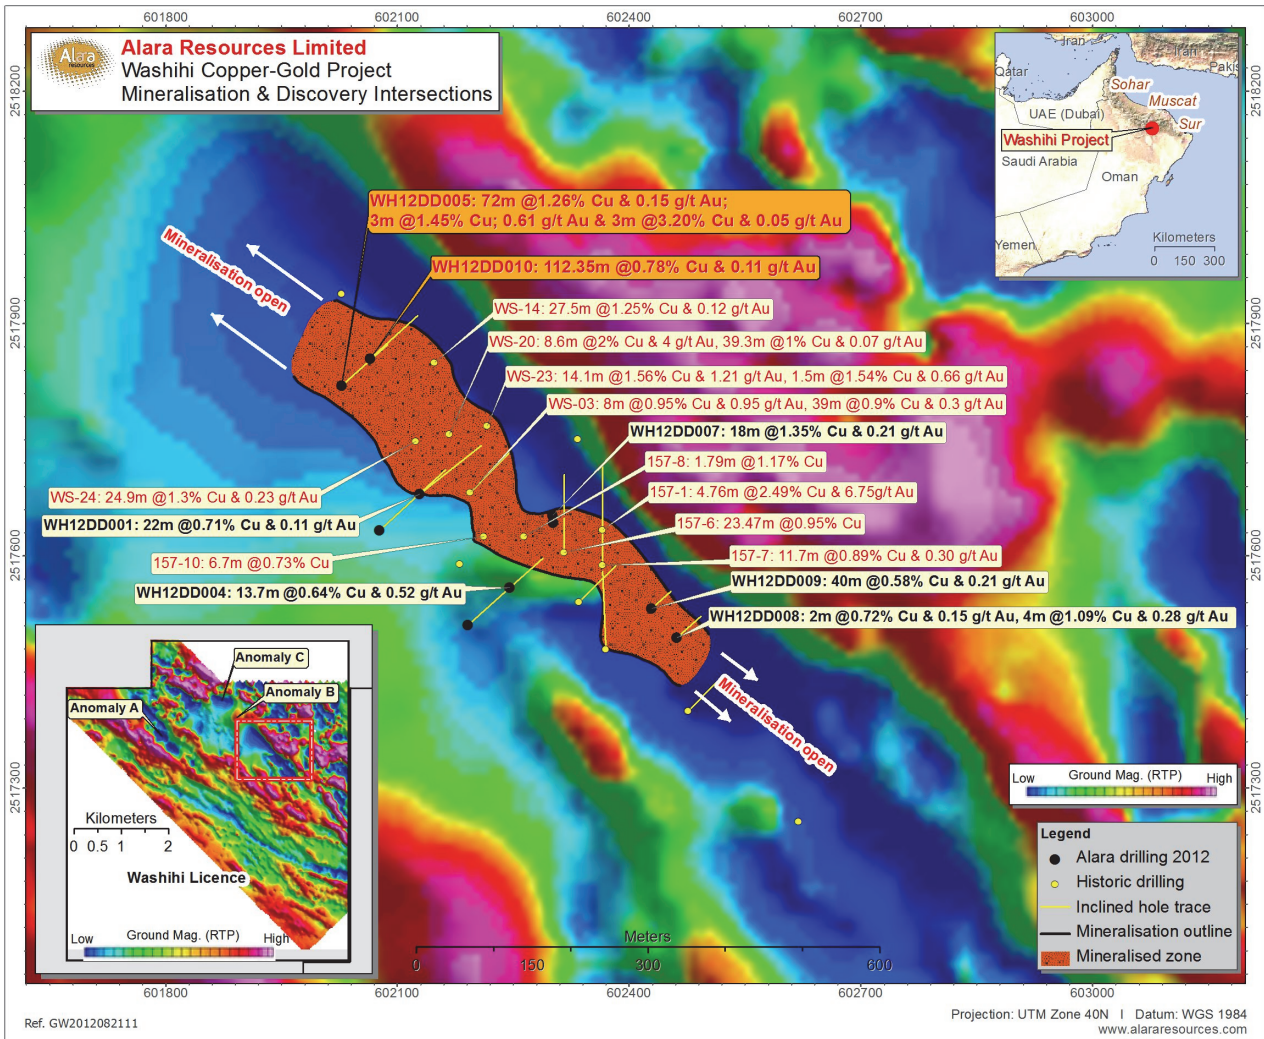 601800 602100 602400 602700 603000
Alara
resources
Alara Resources Limited
Washihi Copper-Gold Project
Mineralisation & Discovery Intersections
2518200
2518200
Iran
Iran
Pakis
Qatar
Sohar
Muscat
UAE (Dubai)
Sur
Washihi Project
Saudi Arabia
Oman
Yemen
Kilometers
0 150 300
WH12DD005: 72m @1.26% Cu & 0.15 g/t Au;
3m @1.45% Cu; 0.61 g/t Au & 3m @3.20% Cu & 0.05 g/t Au
Mineralisation open
WH12DD010: 112.35m @0.78% Cu & 0.11 g/t Au
WS-14: 27.5m @1.25% Cu & 0.12 g/t Au
2517900
2517900
WS-20: 8.6m @2% Cu & 4 g/t Au, 39.3m @1% Cu & 0.07 g/t Au
WS-23: 14.1m @1.56% Cu & 1.21 g/t Au, 1.5m @1.54% Cu & 0.66 g/t Au
WS-03: 8m @0.95% Cu & 0.95 g/t Au, 39m @0.9% Cu & 0.3 g/t Au
WH12DD007: 18m @1.35% Cu & 0.21 g/t Au
157-8: 1.79m @1.17% Cu
WS-24: 24.9m @1.3% Cu & 0.23 g/t Au
157-1: 4.76m @2.49% Cu & 6.75g/t Au
WH12DD001: 22m @0.71% Cu & 0.11 g/t Au
157-6: 23.47m @0.95% Cu
2517600
2517600
157-10: 6.7m @0.73% Cu
157-7: 11.7m @0.89% Cu & 0.30 g/t Au
WH12DD004: 13.7m @0.64% Cu & 0.52 g/t Au
WH12DD009: 40m @0.58% Cu & 0.21 g/t Au
WH12DD008: 2m @0.72% Cu & 0.15 g/t Au, 4m @1.09% Cu & 0.28 g/t Au
Mineralisation open
Anomaly C
Anomaly B
Anomaly A
Kilometers
0 0.5 1 2
Washihi Licence
Low Ground Mag. (RTP) High
2517300
2517300
Low Ground Mag. (RTP) High
Legend
Alara drilling 2012
Historic drilling
Inclined hole trace
Mineralisation outline
Mineralised zone
Meters
0 150 300 600
601800 602100 602400 602700 603000
Ref. GW2012082111
Projection: UTM Zone 40N I Datum: WGS 1984
www.alararesources.com